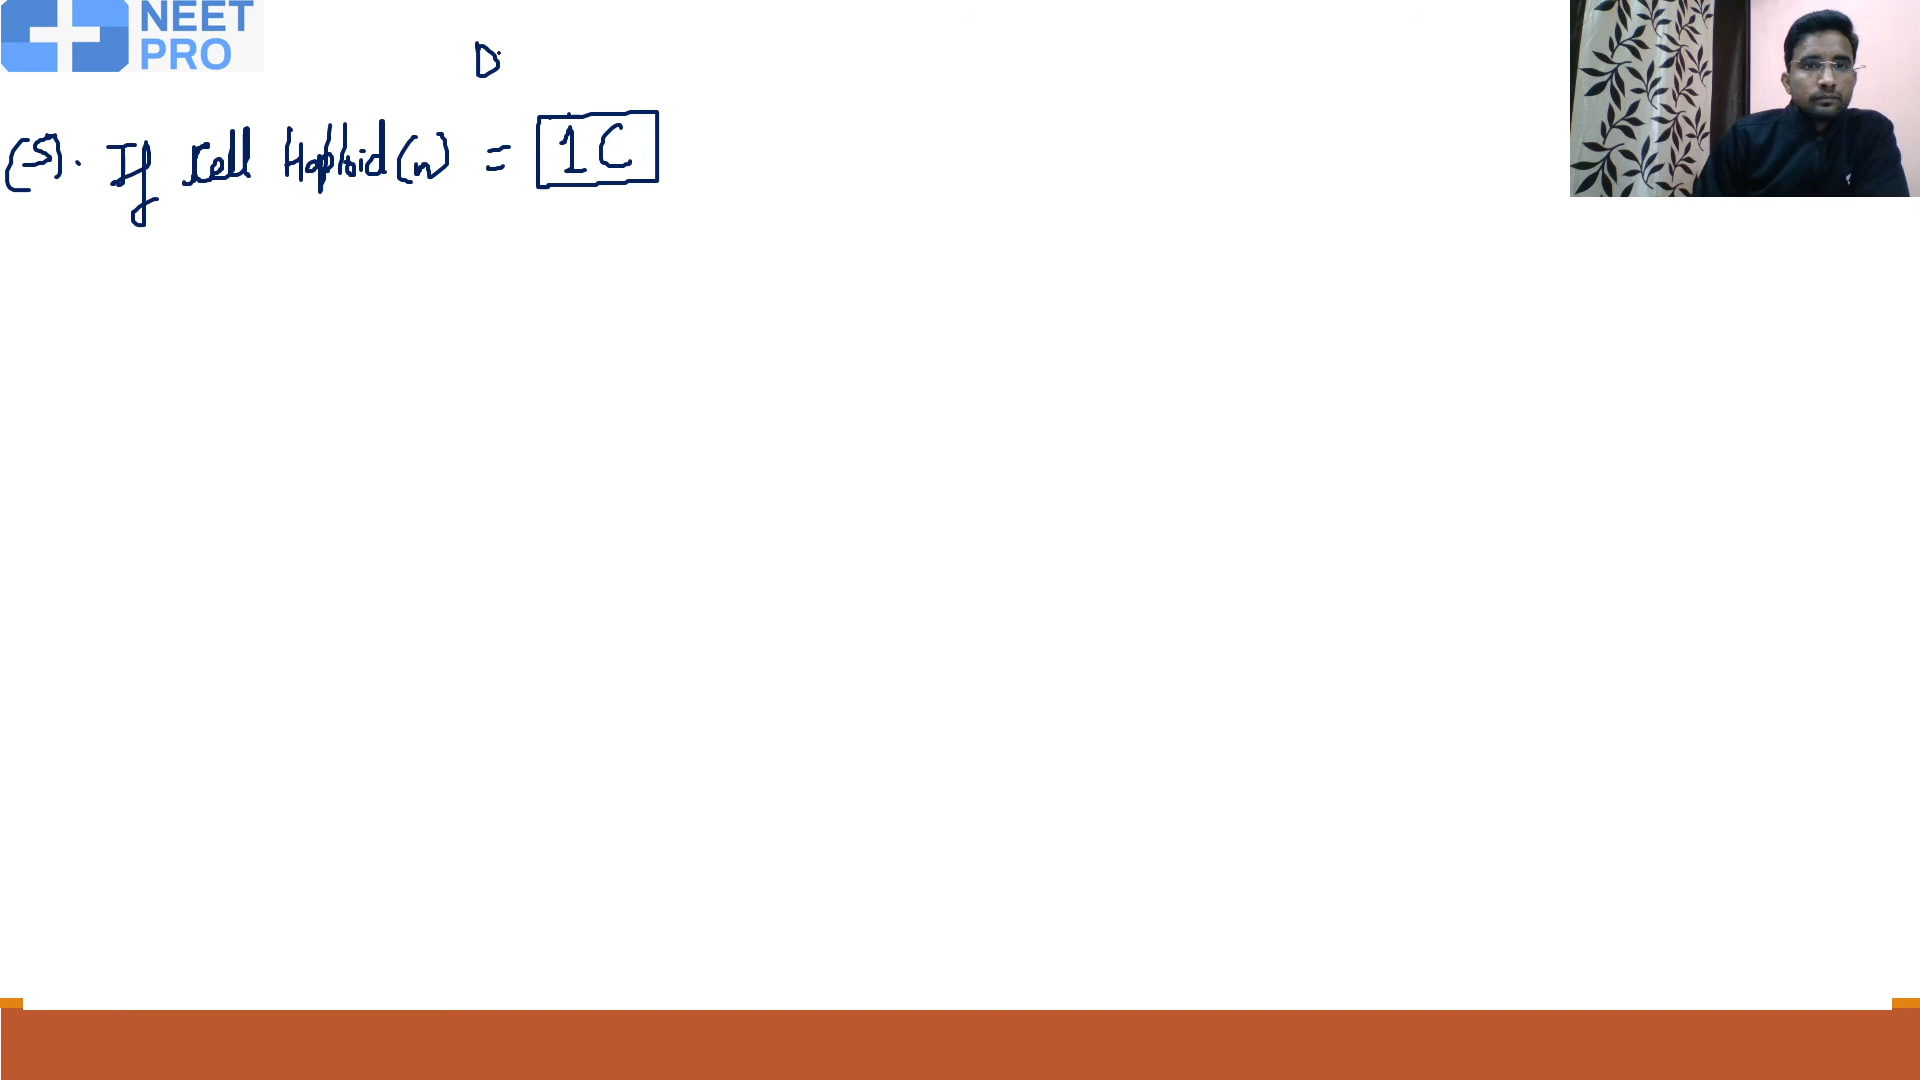 NEET
PRO
D
(5). If cell Haploid (n) = 1C